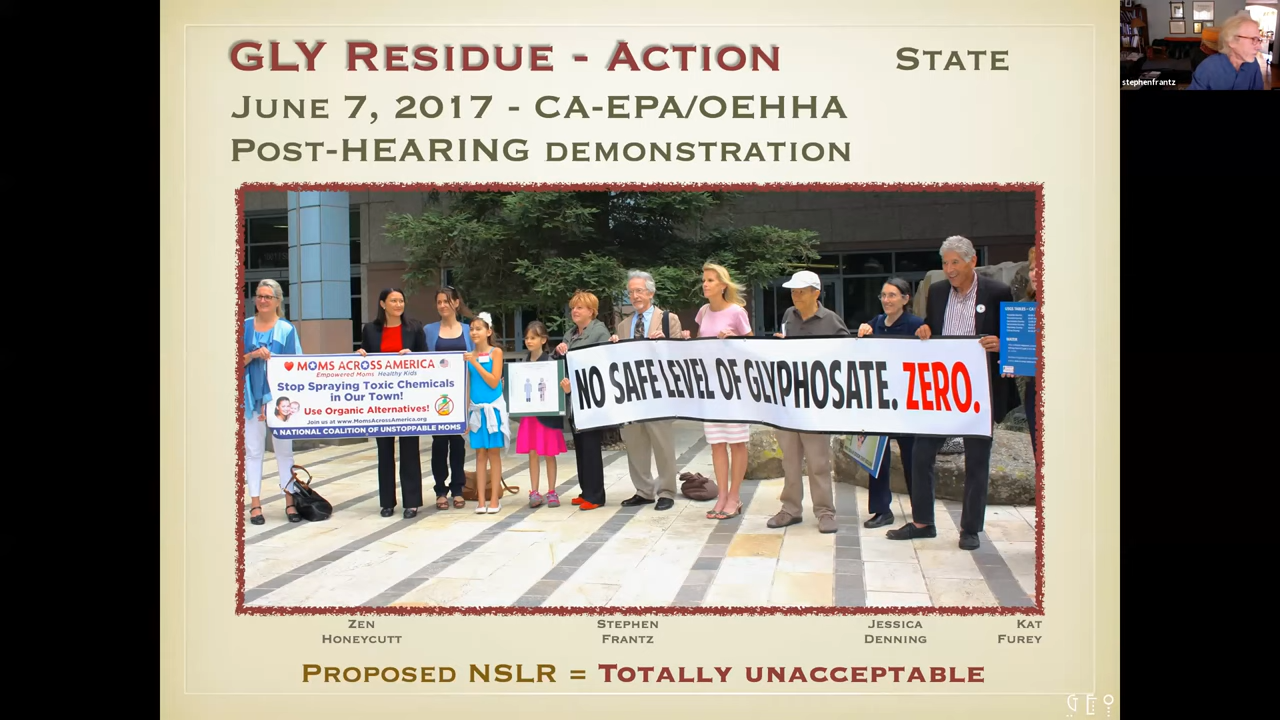 GLY Residue - Action
State
June 7, 2017 - CA-EPA/OEHHA
Post-HEARING demonstration
stephenfrantz
MOMS ACROSS AMERICA
Empowered Moms Healthy Kids
Stop Spraying Toxic Chemicals
in Our Town!
Use Organic Alternatives!
Join us at www.MomsAcrossAmerica.org
A NATIONAL COALITION OF UNSTOPPABLE MOMS
NO SAFE LEVEL OF GLYPHOSATE. ZERO.
Zen
Honeycutt
Stephen
Frantz
Jessica
Denning
Kat
Furey
Proposed NSLR = Totally unacceptable
GEO